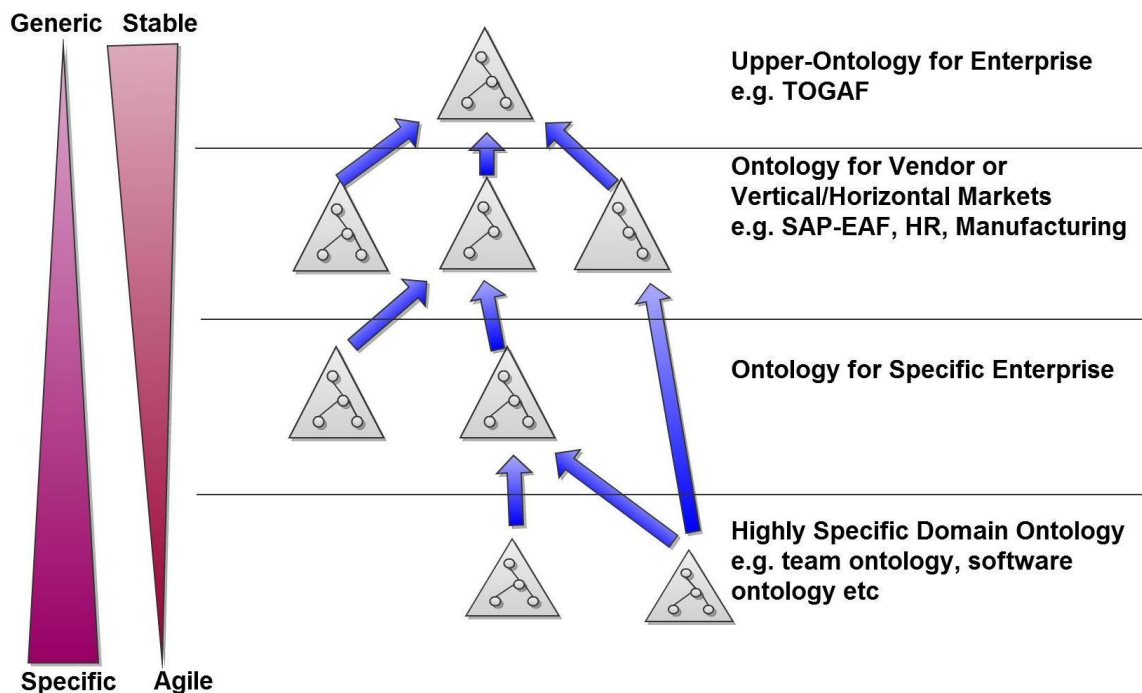 Generic Stable
Upper-Ontology for Enterprise
e.g. TOGAF
Ontology for Vendor or
Vertical/Horizontal Markets
e.g. SAP-EAF, HR, Manufacturing
Ontology for Specific Enterprise
Highly Specific Domain Ontology
e.g. team ontology, software
ontology etc
Specific Agile